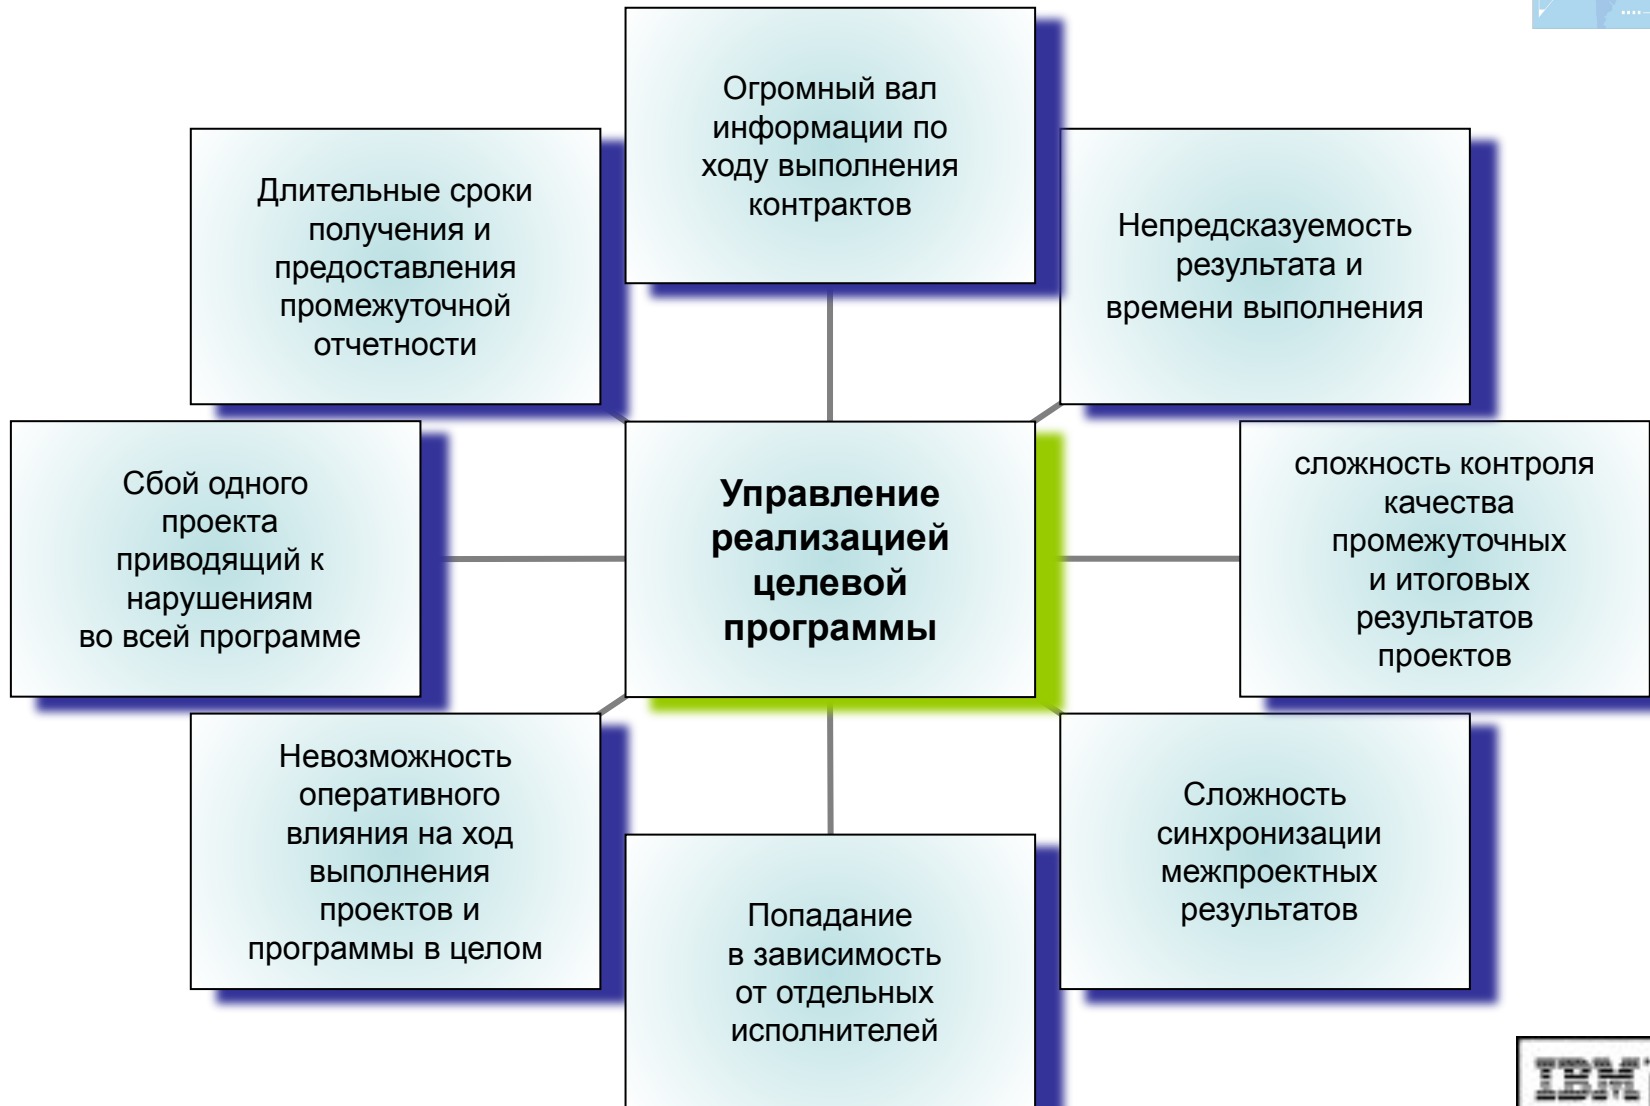 Огромный вал
информации по
ходу выполнения
контрактов
Длительные сроки
получения и
предоставления
промежуточной
отчетности
Непредсказуемость
результата и
времени выполнения
Сбой одного
проекта
приводящий к
нарушениям
во всей программе
Управление
реализацией
целевой
программы
сложность контроля
качества
промежуточных
и итоговых
результатов
проектов
Невозможность
оперативного
влияния на ход
выполнения
проектов и
программы в целом
Попадание
в зависимость
от отдельных
исполнителей
Сложность
синхронизации
межпроектных
результатов
IBM